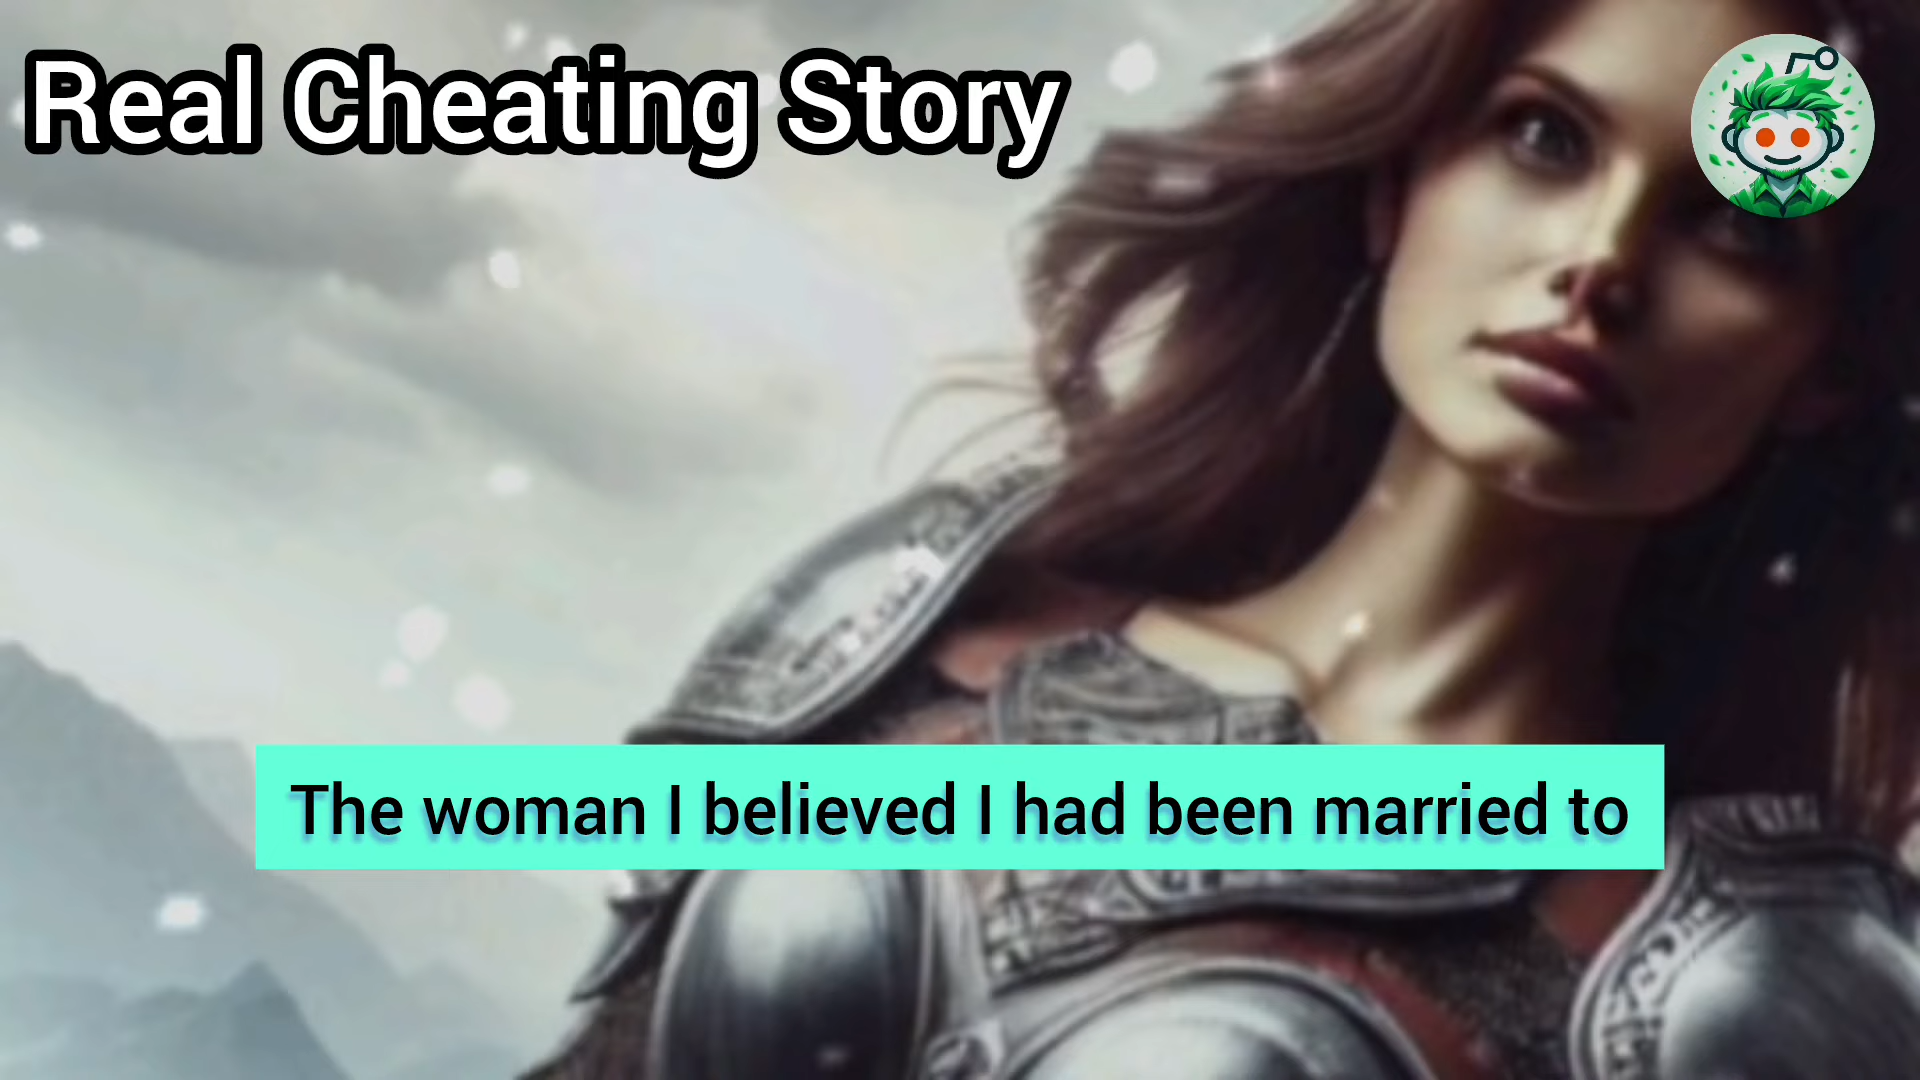 Real Cheating Story
The woman I believed I had been married to